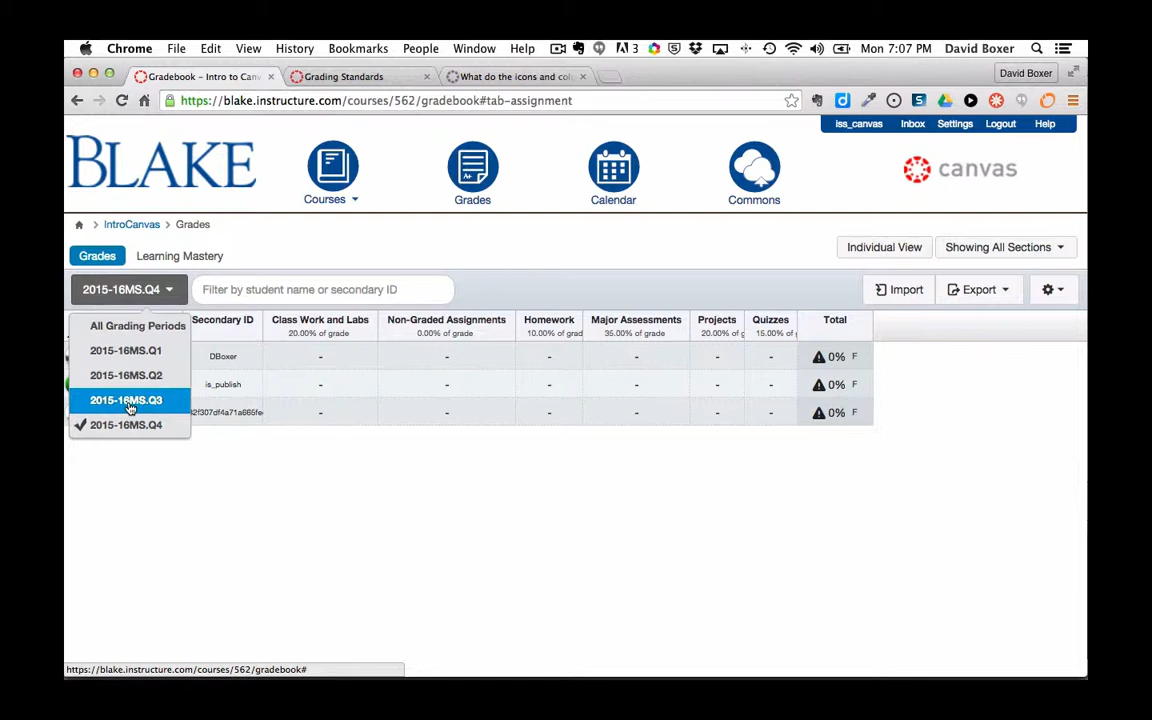 Chrome File Edit View History Bookmarks People Window Help 3 Mon 7:07 PM David Boxer
Gradebook – Intro to Can × Grading Standards × What do the icons and col × David Boxer
https://blake.instructure.com/courses/562/gradebook#tab-assignment
iss_canvas Inbox Settings Logout Help
BLAKE
Courses Grades Calendar Commons
canvas
IntroCanvas > Grades
Grades Learning Mastery Individual View Showing All Sections
2015-16MS.Q4 Filter by student name or secondary ID Import Export
All Grading Periods
2015-16MS.Q1
2015-16MS.Q2
2015-16MS.Q3
2015-16MS.Q4
Secondary ID Class Work and Labs Non-Graded Assignments Homework Major Assessments Projects Quizzes Total
20.00% of grade 0.00% of grade 10.00% of grad 35.00% of grade 20.00% of g 15.00% of g
DBoxer - - - - - - 0% F
is_publish - - - - - - 0% F
- - - - - - 0% F
https://blake.instructure.com/courses/562/gradebook#